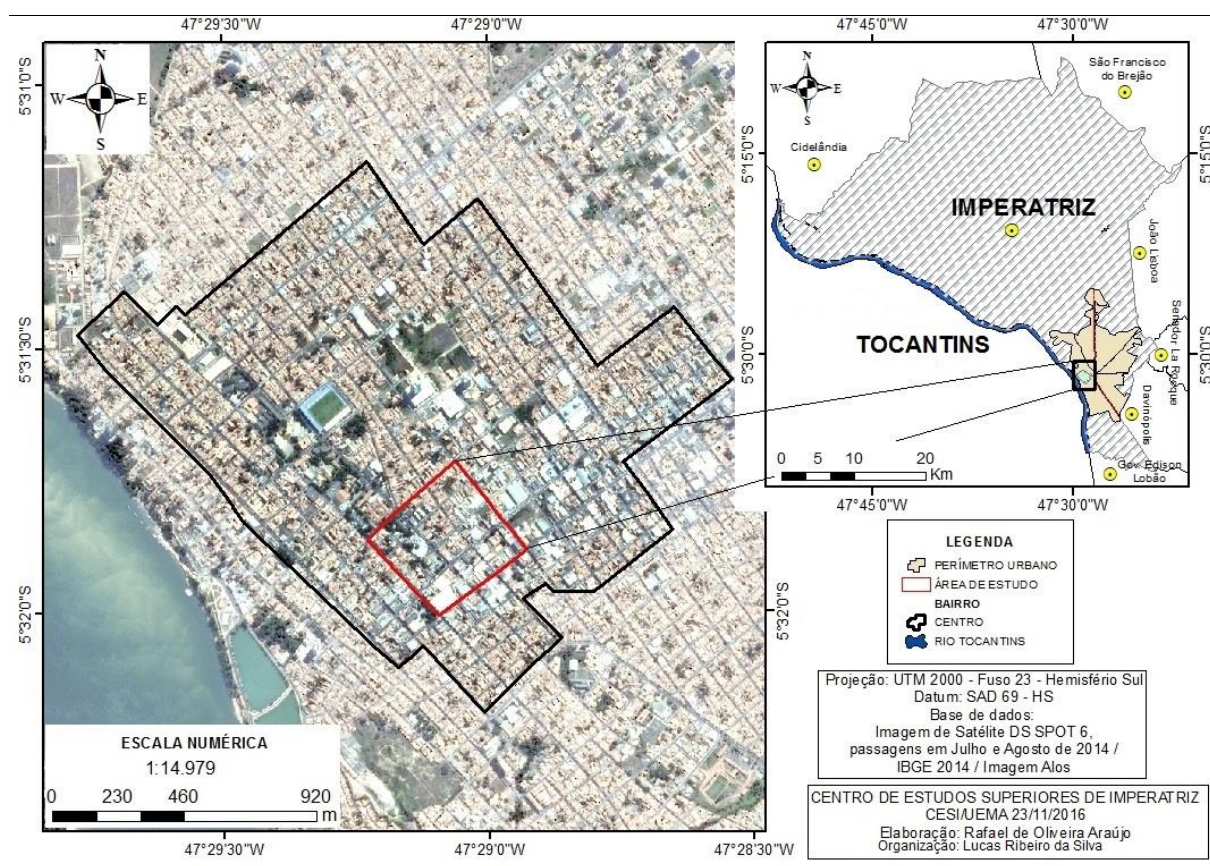 47°29'30"W
47°29'0"W
47°45'0"W
47°30'0"W
N
W
E
S
5°31'0"S
5°31'30"S
5°32'0"S
ESCALA NUMÉRICA
1:14.979
0 230 460 920
m
47°29'30"W
47°29'0"W
47°28'30"W
5°15'0"S
5°30'0"S
5°32'0"S
N
W
E
S
São Francisco
do Brejão
Cidelândia
IMPERATRIZ
João Lisboa
TOCANTINS
Senador La Rocque
Davinópolis
Gov. Edison
Lobão
0 5 10 20
Km
5°15'0"S
5°30'0"S
47°45'0"W
47°30'0"W
LEGENDA
PERÍMETRO URBANO
ÁREA DE ESTUDO
BAIRRO
CENTRO
RIO TOCANTINS
Projeção: UTM 2000 - Fuso 23 - Hemisfério Sul
Datum: SAD 69 - HS
Base de dados:
Imagem de Satélite DS SPOT 6,
passagens em Julho e Agosto de 2014 /
IBGE 2014 / Imagem Alos
CENTRO DE ESTUDOS SUPERIORES DE IMPERATRIZ
CESI/UEMA 23/11/2016
Elaboração: Rafael de Oliveira Araújo
Organização: Lucas Ribeiro da Silva